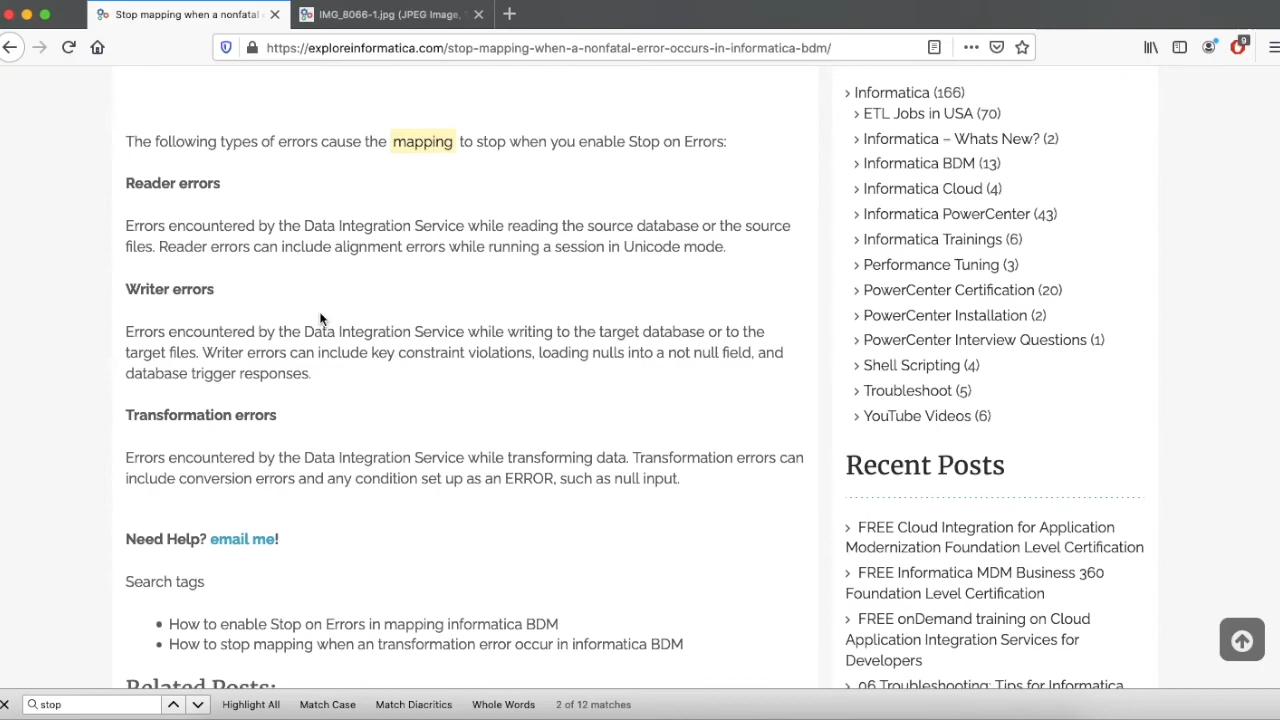 Stop mapping when a nonfatal
IMG_8066-1.jpg (JPEG Image,
https://exploreinformatica.com/stop-mapping-when-a-nonfatal-error-occurs-in-informatica-bdm/
9
The following types of errors cause the mapping to stop when you enable Stop on Errors:
Reader errors
Errors encountered by the Data Integration Service while reading the source database or the source
files. Reader errors can include alignment errors while running a session in Unicode mode.
Writer errors
Errors encountered by the Data Integration Service while writing to the target database or to the
target files. Writer errors can include key constraint violations, loading nulls into a not null field, and
database trigger responses.
Transformation errors
Errors encountered by the Data Integration Service while transforming data. Transformation errors can
include conversion errors and any condition set up as an ERROR, such as null input.
Need Help? email me!
Search tags
How to enable Stop on Errors in mapping informatica BDM
How to stop mapping when an transformation error occur in informatica BDM
Related Posts:
Informatica (166)
ETL Jobs in USA (70)
Informatica – Whats New? (2)
Informatica BDM (13)
Informatica Cloud (4)
Informatica PowerCenter (43)
Informatica Trainings (6)
Performance Tuning (3)
PowerCenter Certification (20)
PowerCenter Installation (2)
PowerCenter Interview Questions (1)
Shell Scripting (4)
Troubleshoot (5)
YouTube Videos (6)
Recent Posts
FREE Cloud Integration for Application
Modernization Foundation Level Certification
FREE Informatica MDM Business 360
Foundation Level Certification
FREE onDemand training on Cloud
Application Integration Services for
Developers
06 Troubleshooting: Tips for Informatica
stop
Highlight All
Match Case
Match Diacritics
Whole Words
2 of 12 matches